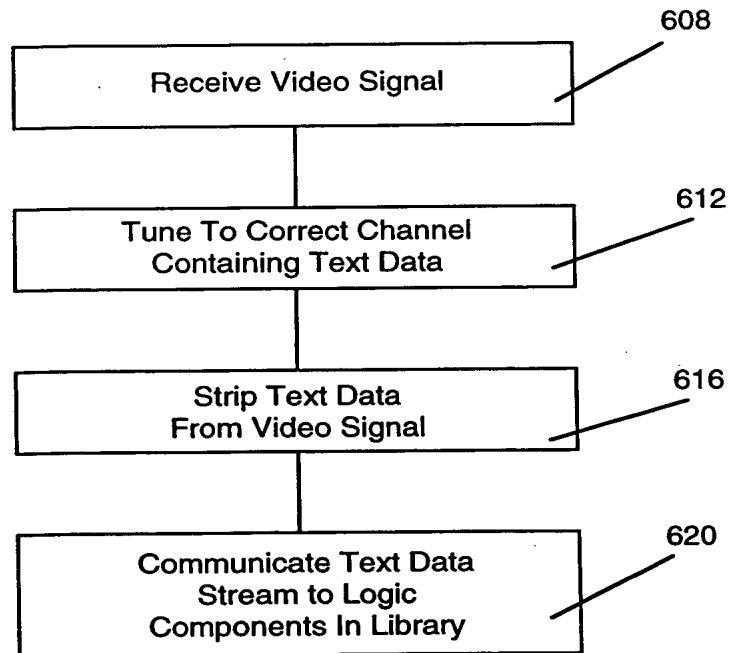 608
Receive Video Signal
612
Tune To Correct Channel
Containing Text Data
616
Strip Text Data
From Video Signal
620
Communicate Text Data
Stream to Logic
Components In Library